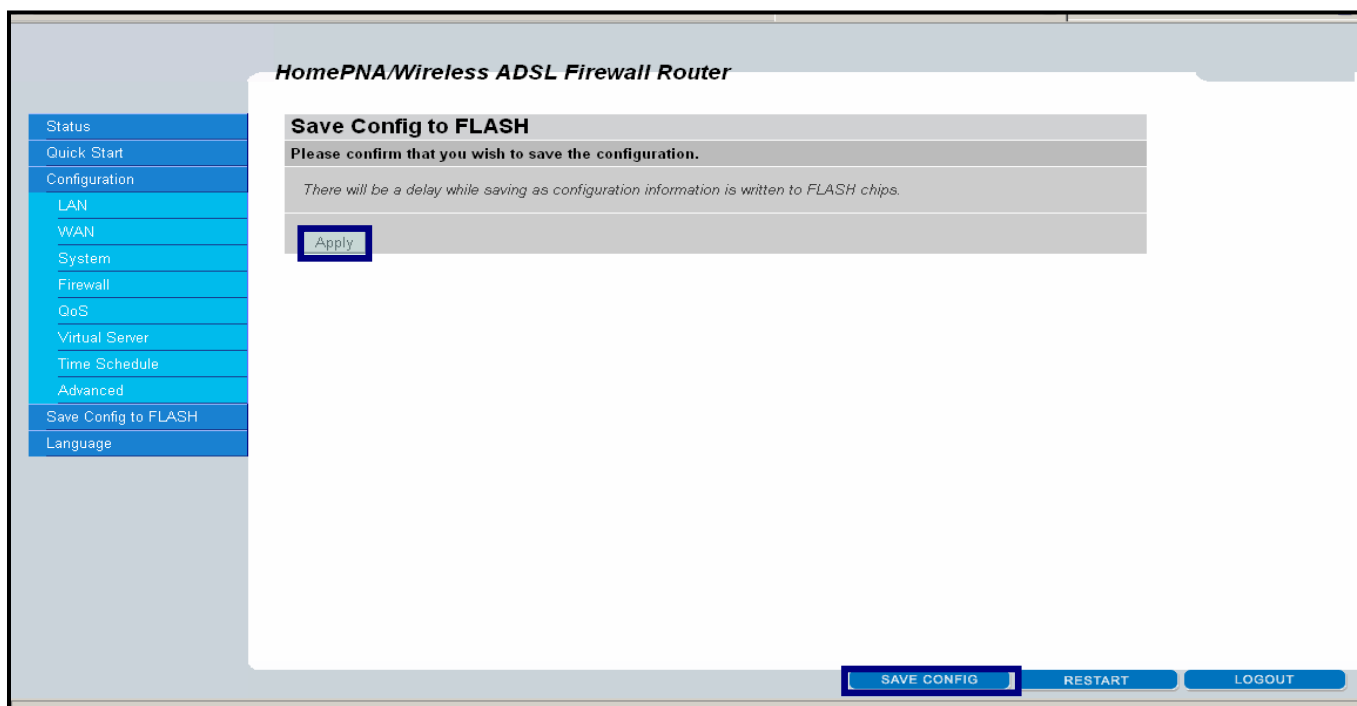 HomePNA/Wireless ADSL Firewall Router
Status
Quick Start
Configuration
LAN
WAN
System
Firewall
QoS
Virtual Server
Time Schedule
Advanced
Save Config to FLASH
Language
Save Config to FLASH
Please confirm that you wish to save the configuration.
There will be a delay while saving as configuration information is written to FLASH chips.
Apply
SAVE CONFIG RESTART LOGOUT